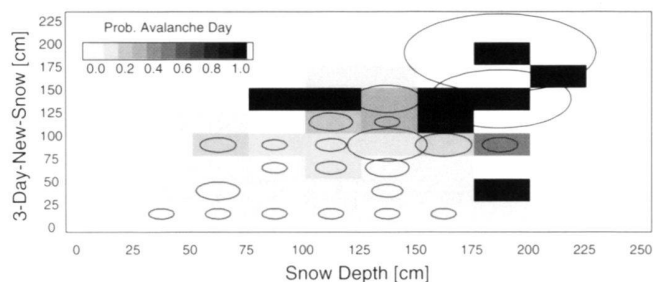 225
200
175
150
125
100
75
50
25
0
3-Day-New-Snow [cm]
Prob. Avalanche Day
0.0 0.2 0.4 0.6 0.8 1.0
0 25 50 75 100 125 150 175 200 225 250
Snow Depth [cm]